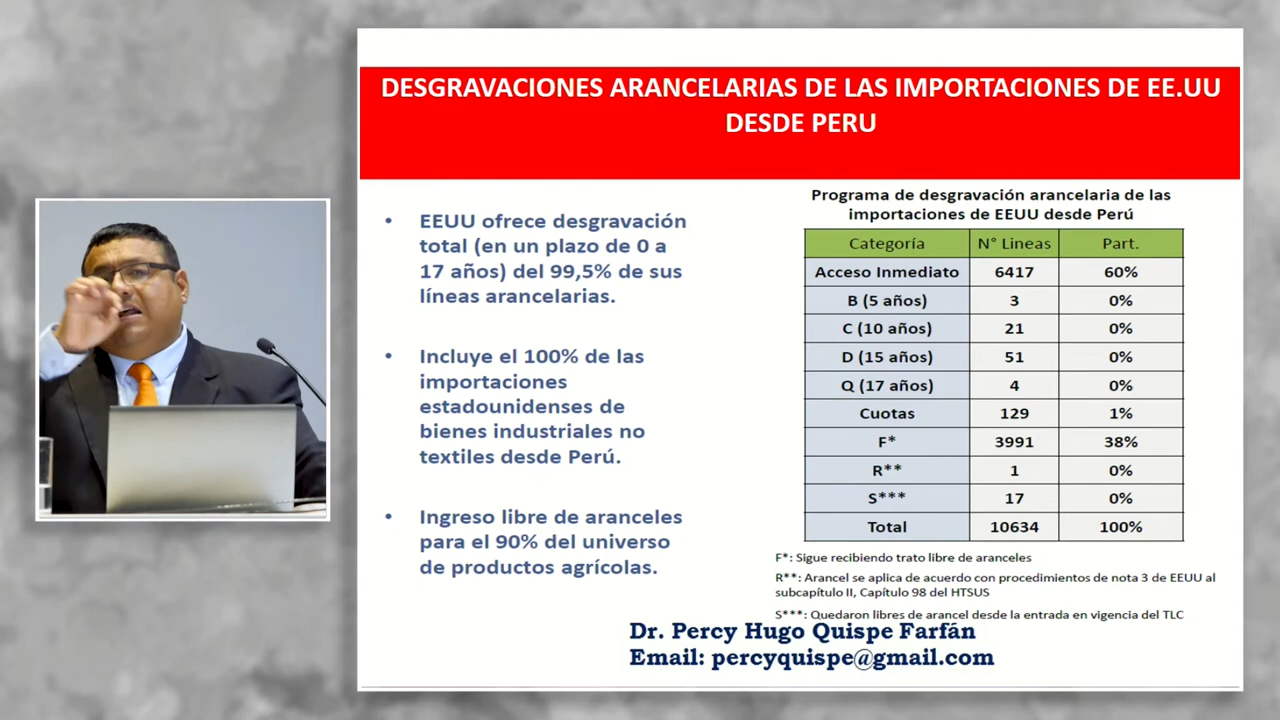 DESGRAVACIONES ARANCELARIAS DE LAS IMPORTACIONES DE EE.UU
DESDE PERU
• EEUU ofrece desgravación
total (en un plazo de 0 a
17 años) del 99,5% de sus
líneas arancelarias.
• Incluye el 100% de las
importaciones
estadounidenses de
bienes industriales no
textiles desde Perú.
• Ingreso libre de aranceles
para el 90% del universo
de productos agrícolas.
Programa de desgravación arancelaria de las
importaciones de EEUU desde Perú
Categoría N° Lineas Part.
Acceso Inmediato 6417 60%
B (5 años) 3 0%
C (10 años) 21 0%
D (15 años) 51 0%
Q (17 años) 4 0%
Cuotas 129 1%
F* 3991 38%
R** 1 0%
S*** 17 0%
Total 10634 100%
F*: Sigue recibiendo trato libre de aranceles
R**: Arancel se aplica de acuerdo con procedimientos de nota 3 de EEUU al
subcapítulo II, Capítulo 98 del HTSUS
S***: Quedaron libres de arancel desde la entrada en vigencia del TLC
Dr. Percy Hugo Quispe Farfán
Email: percyquispe@gmail.com